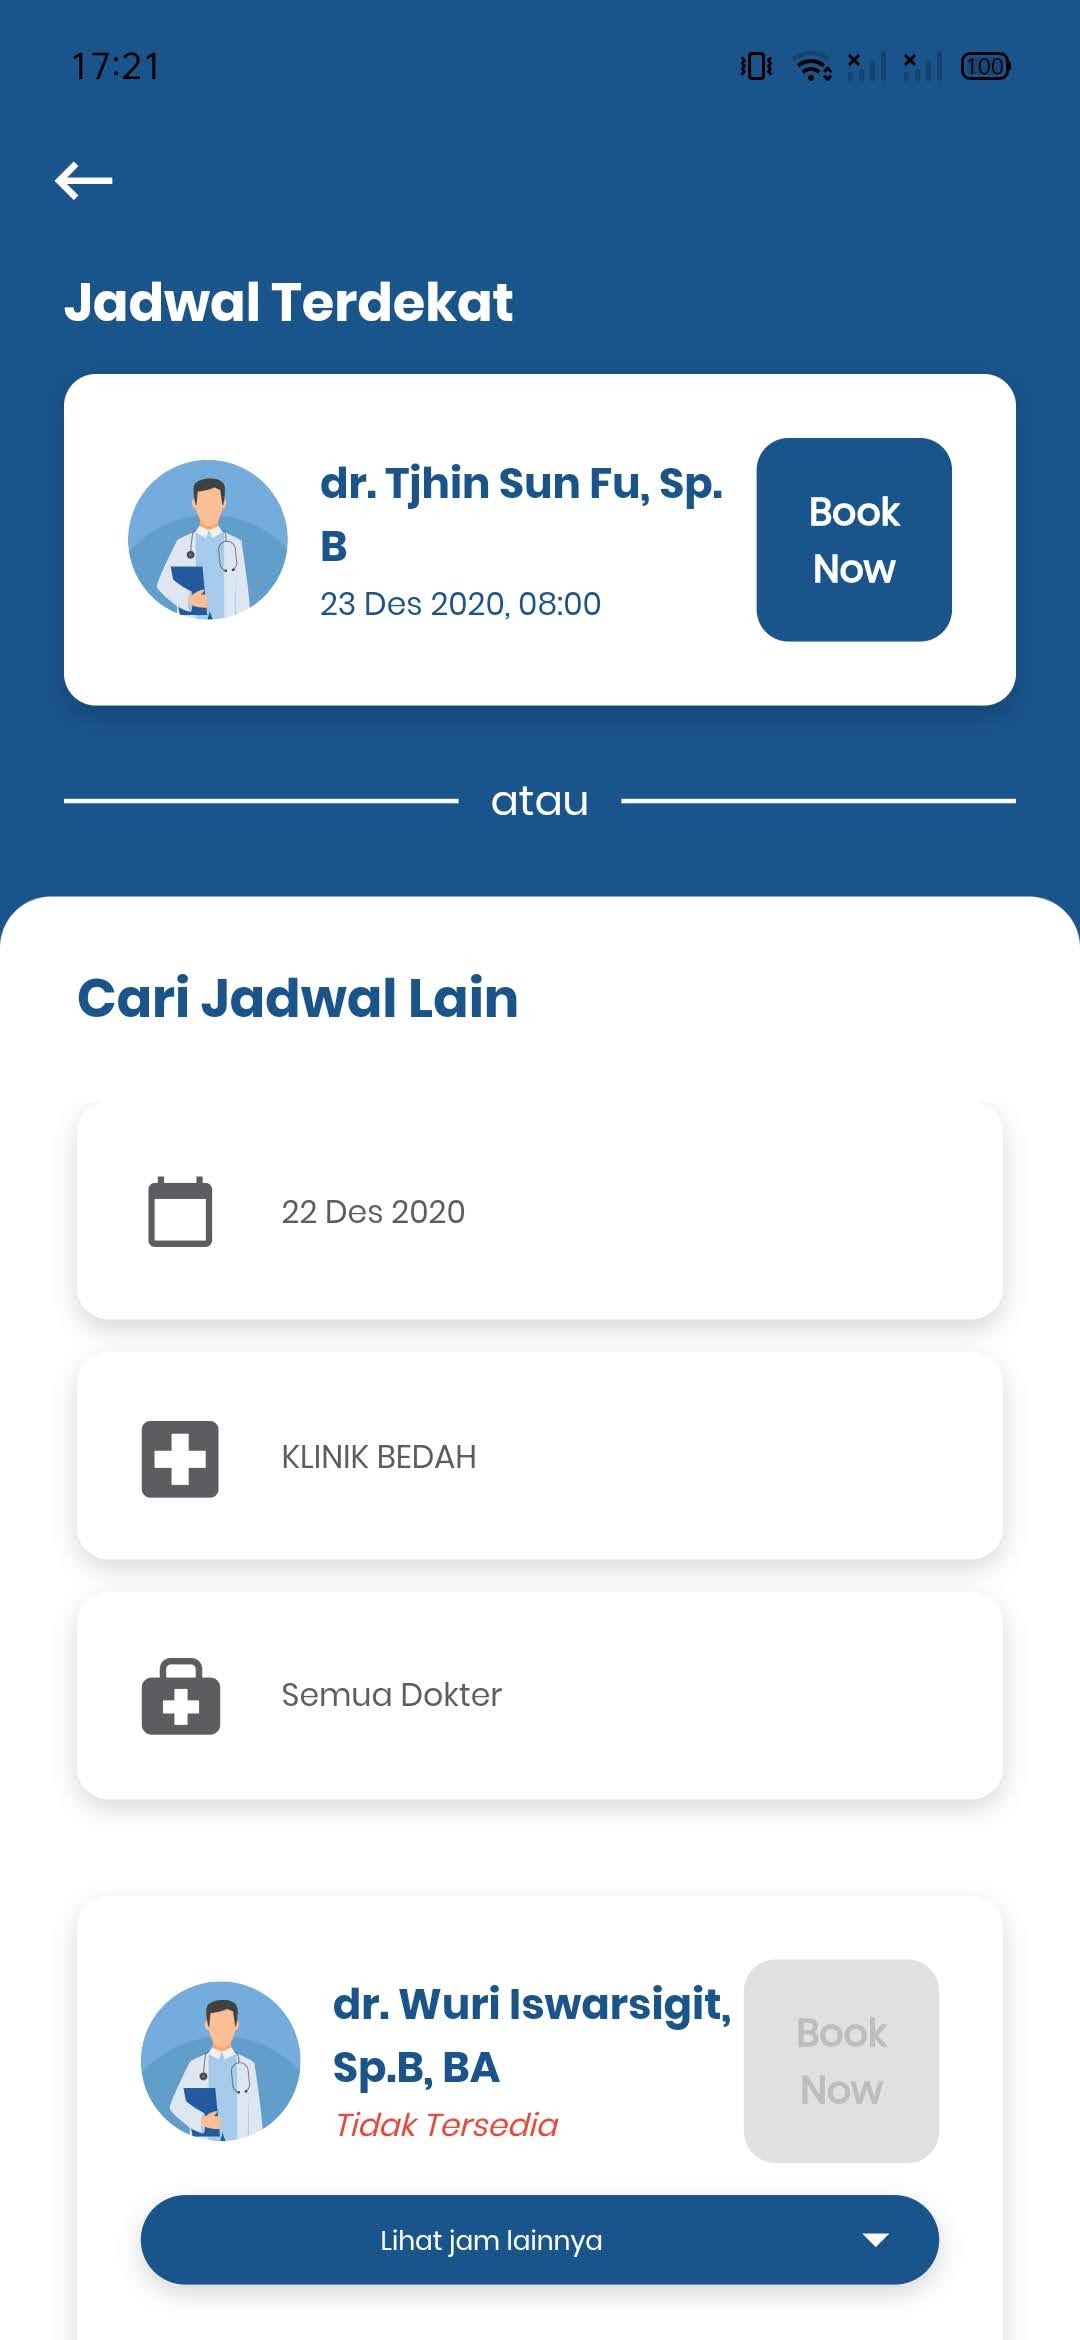 17:21
100
Jadwal Terdekat
dr. Tjhin Sun Fu, Sp.
B
23 Des 2020, 08:00
Book
Now
atau
Cari Jadwal Lain
22 Des 2020
KLINIK BEDAH
Semua Dokter
dr. Wuri Iswarsigit,
Sp.B, BA
Tidak Tersedia
Book
Now
Lihat jam lainnya